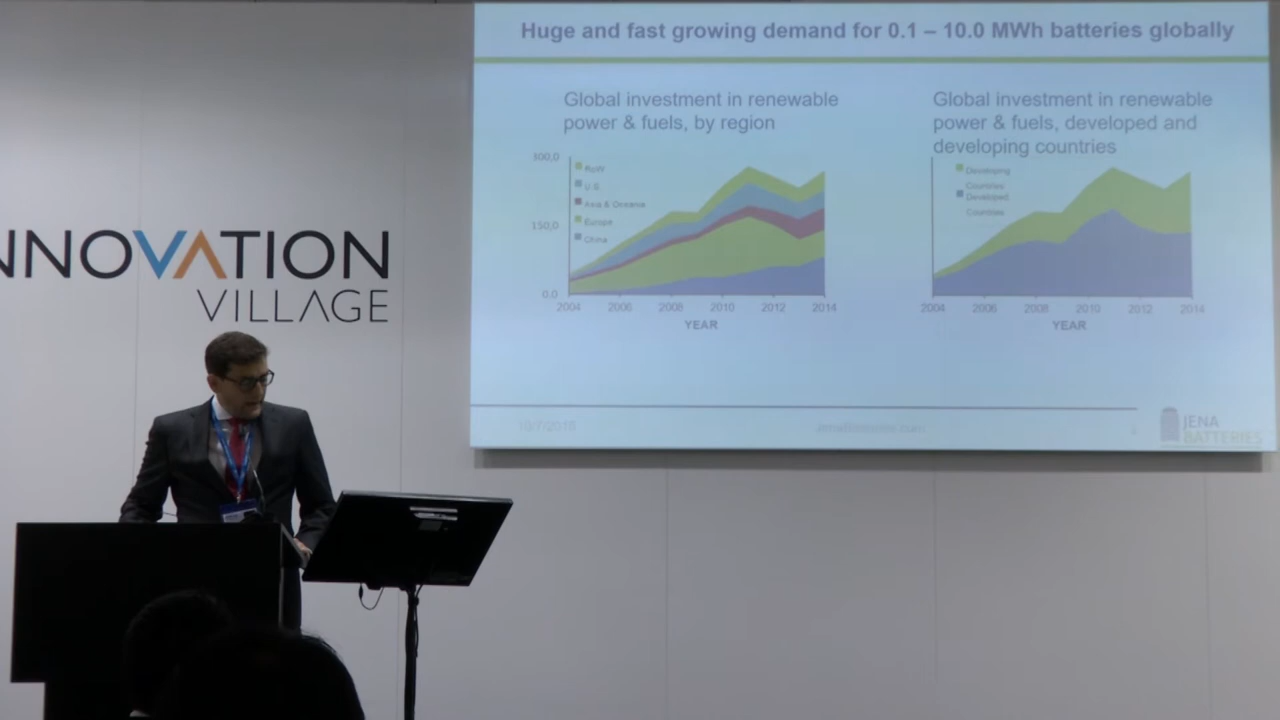 NNOVATION
VILLAGE
Huge and fast growing demand for 0.1 – 10.0 MWh batteries globally
Global investment in renewable
power & fuels, by region
300,0
150,0
0.0
RoW
U.S.
Asia & Oceania
Europe
China
2004 2006 2008 2010 2012 2014
YEAR
Global investment in renewable
power & fuels, developed and
developing countries
Developing
Countries
Developed
Countries
2004 2006 2008 2010 2012 2014
YEAR
JENA
BATTERIES